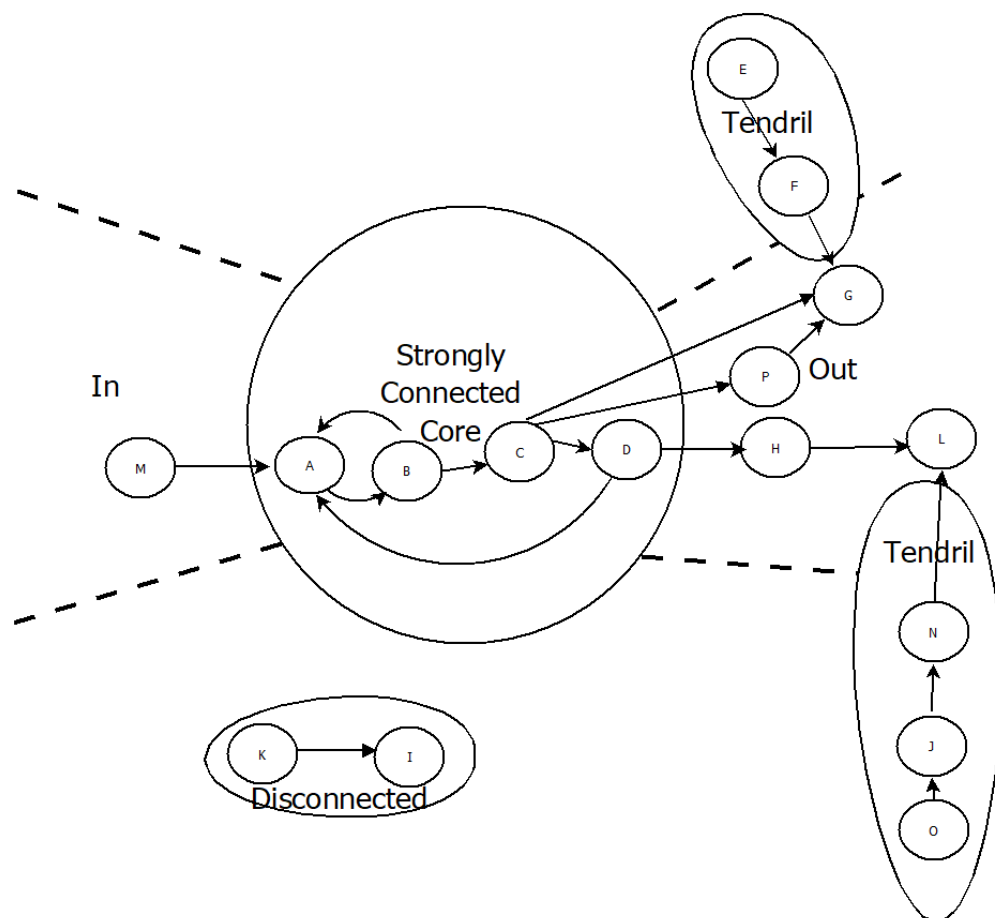 E
Tendril
F
G
Strongly
Connected
Core
In
P
Out
M
A
B
C
D
H
L
Tendril
N
J
O
K
I
Disconnected